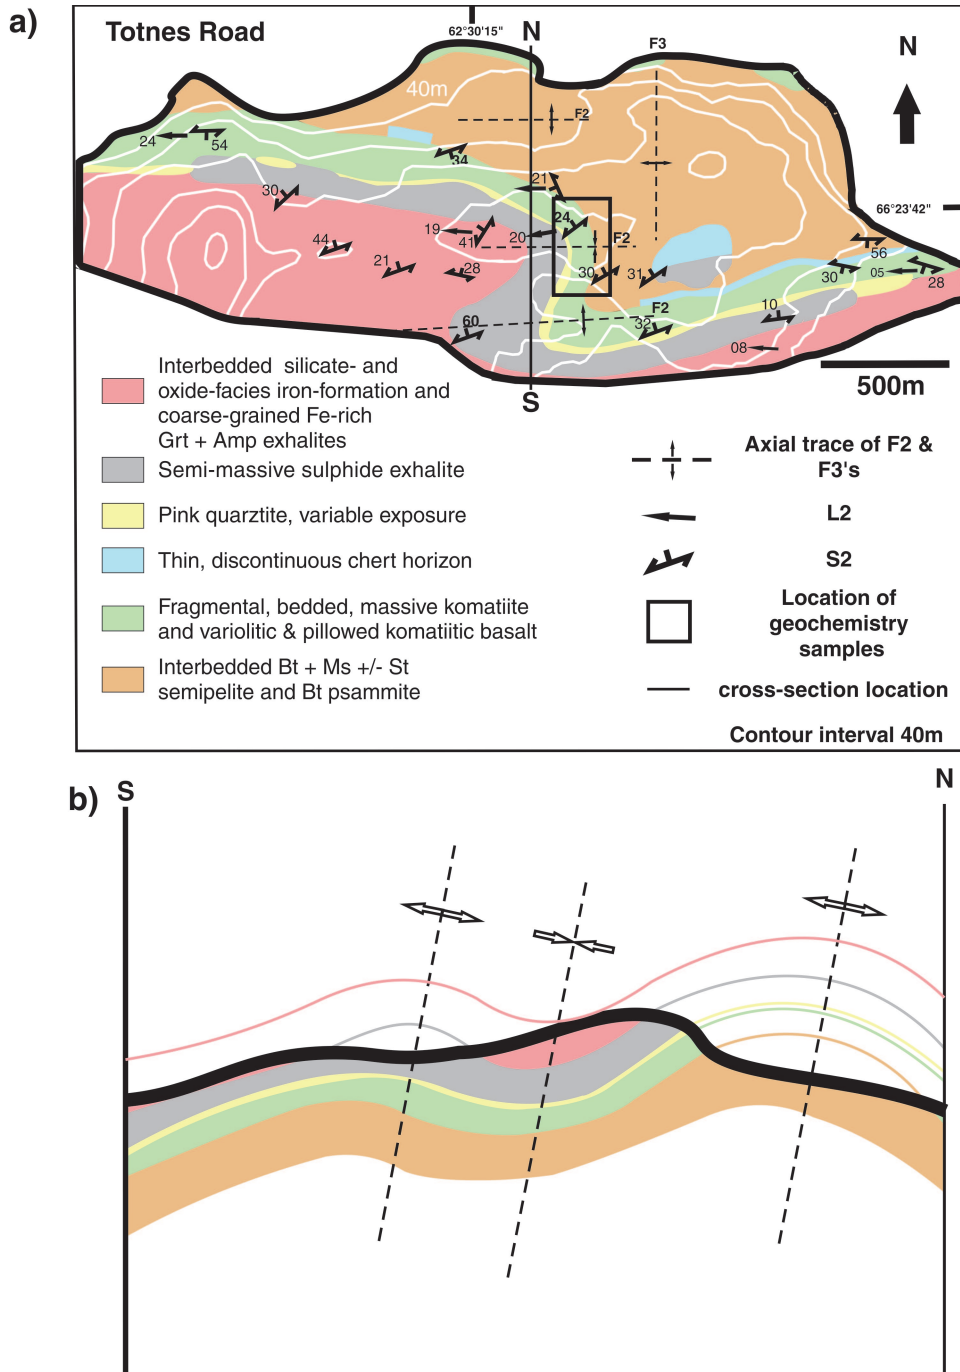 a)
Totnes Road
62°30'15"
N
F3
N
40m
F2
24
54
34
21
30
24
66°23'42"
19
41
20
F2
44
56
21
28
30
31
30
05
28
F2
10
60
32
08
500m
S
Interbedded silicate- and
oxide-facies iron-formation and
coarse-grained Fe-rich
Grt + Amp exhalites
Semi-massive sulphide exhalite
Pink quarztite, variable exposure
Thin, discontinuous chert horizon
Fragmental, bedded, massive komatiite
and variolitic & pillowed komatiitic basalt
Interbedded Bt + Ms +/- St
semipelite and Bt psammite
Axial trace of F2 &
F3's
L2
S2
Location of
geochemistry
samples
cross-section location
Contour interval 40m
b)
S
N